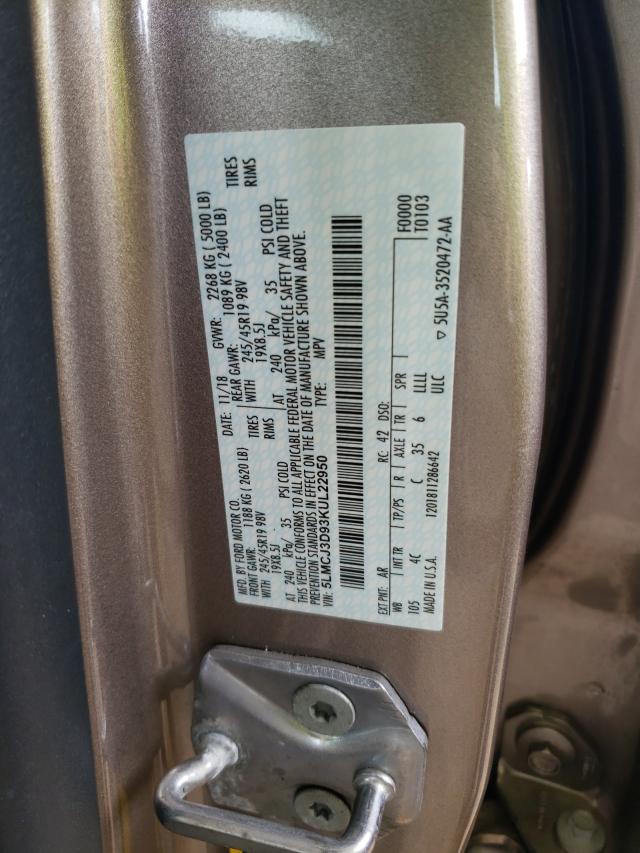 MFD. BY FORD MOTOR CO. DATE: 11/18 GVWR: 2268 KG ( 5000 LB)
FRONT GAWR: 1188 KG ( 2620 LB) REAR GAWR: 1089 KG ( 2400 LB)
WITH 245/45R19 98V TIRES WITH 245/45R19 98V TIRES
19X8.5J RIMS 19X8.5J RIMS
AT 240 kPa/ 35 PSI COLD AT 240 kPa/ 35 PSI COLD
THIS VEHICLE CONFORMS TO ALL APPLICABLE FEDERAL MOTOR VEHICLE SAFETY AND THEFT
PREVENTION STANDARDS IN EFFECT ON THE DATE OF MANUFACTURE SHOWN ABOVE.
VIN: 5LMCJ3D93KUL22950 TYPE: MPV
EXT PNT: AR RC: 42 DSO: F0000
WB INT TR TP/PS R AXLE TR SPR T0103
105 4C C 35 6 LLLL
MADE IN U.S.A. 1201811286642 ULC
▽ 5U5A-3520472-AA